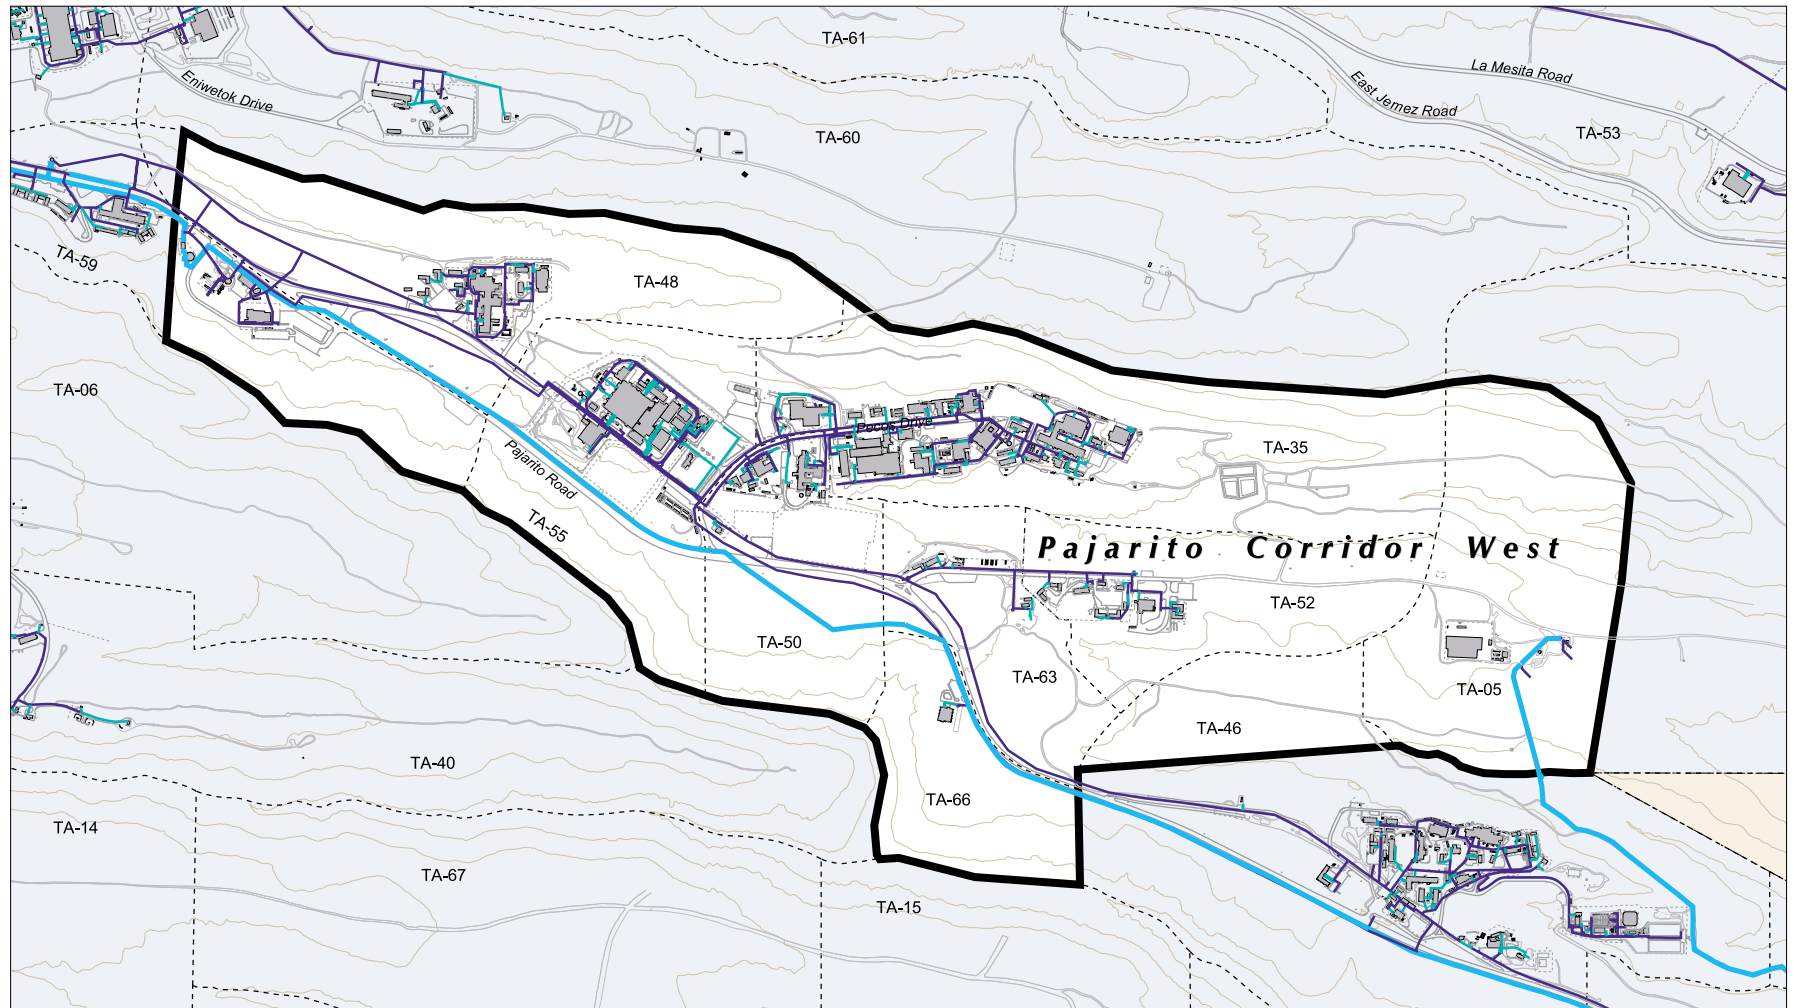 TA-61
La Mesita Road
East Jemez Road
Eniwetok Drive
TA-60
TA-53
TA-59
TA-48
TA-06
Pecos Drive
TA-35
Pajarito Road
TA-55
Pajarito Corridor West
TA-52
TA-50
TA-63
TA-05
TA-46
TA-40
TA-66
TA-14
TA-67
TA-15